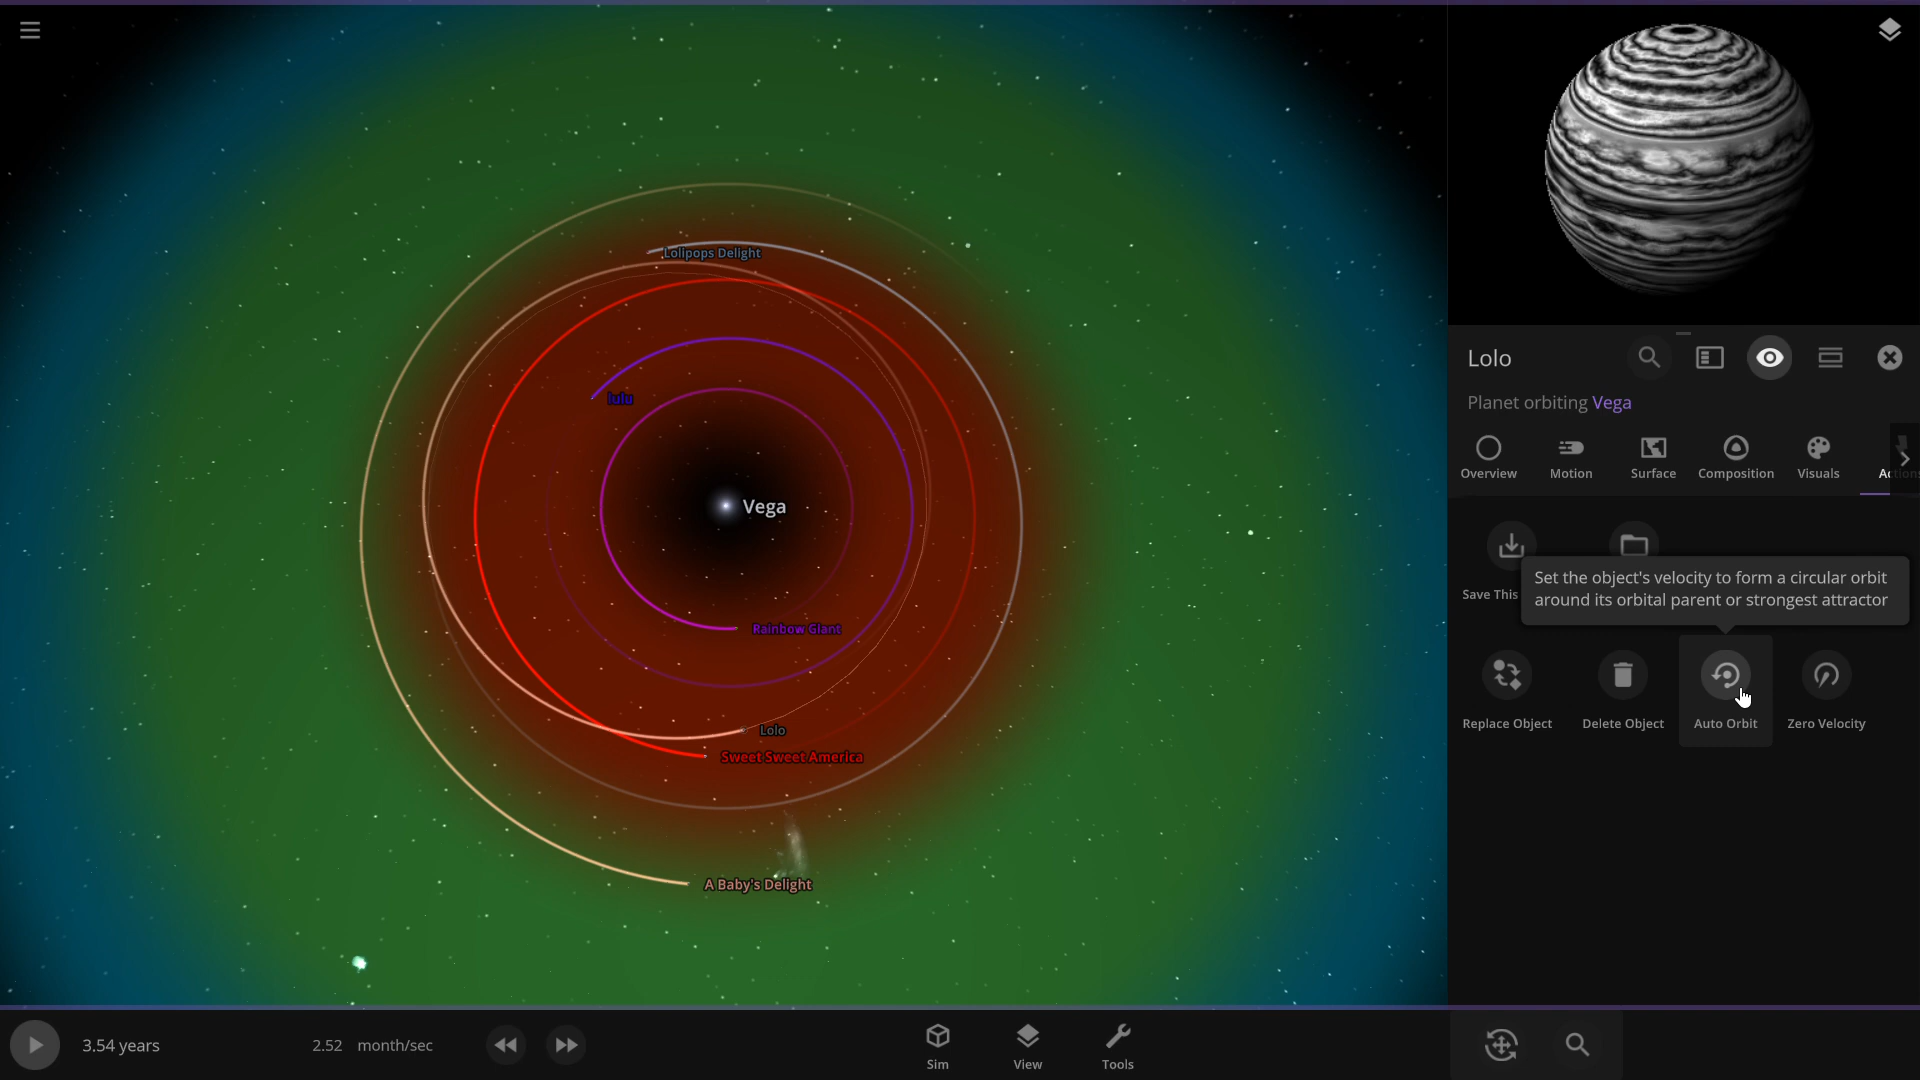 Lolipops Delight
lulu
Vega
Rainbow Giant
Lolo
Sweet Sweet America
A Baby's Delight
Lolo
Planet orbiting Vega
Overview
Motion
Surface
Composition
Visuals
Actions
Save This
Set the object's velocity to form a circular orbit
around its orbital parent or strongest attractor
Replace Object
Delete Object
Auto Orbit
Zero Velocity
3.54 years
2.52 month/sec
Sim
View
Tools